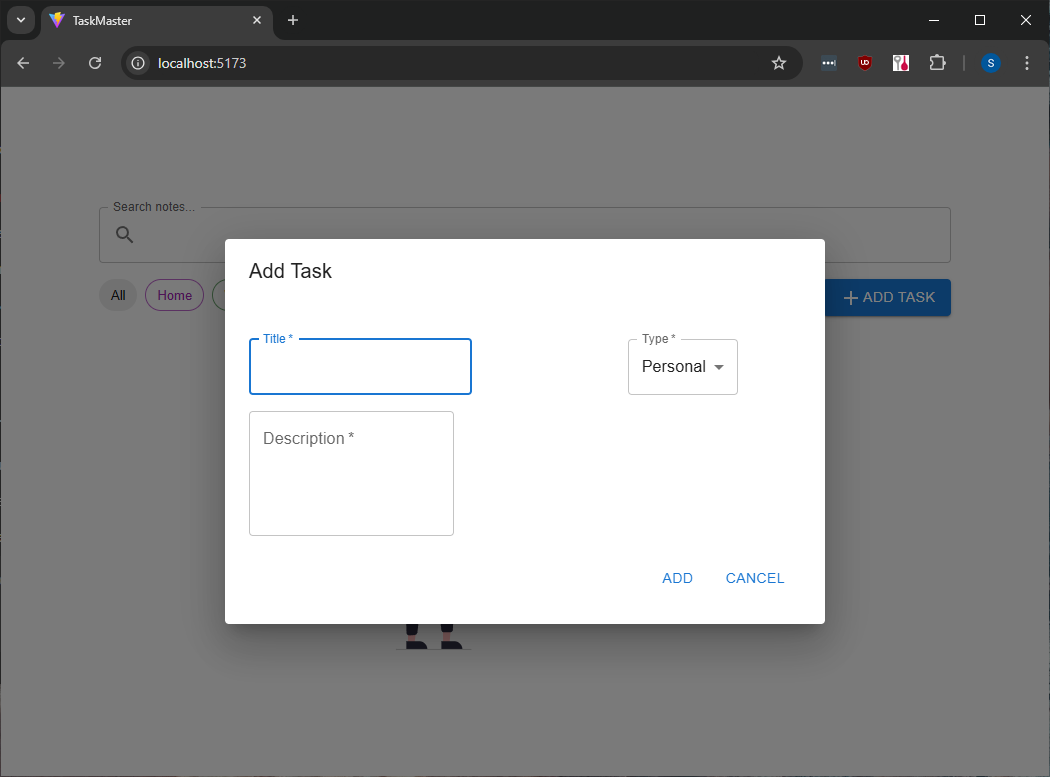 TaskMaster
localhost:5173
S
Search notes...
All
Home
ADD TASK
Add Task
Title *
Type *
Personal
Description *
ADD
CANCEL